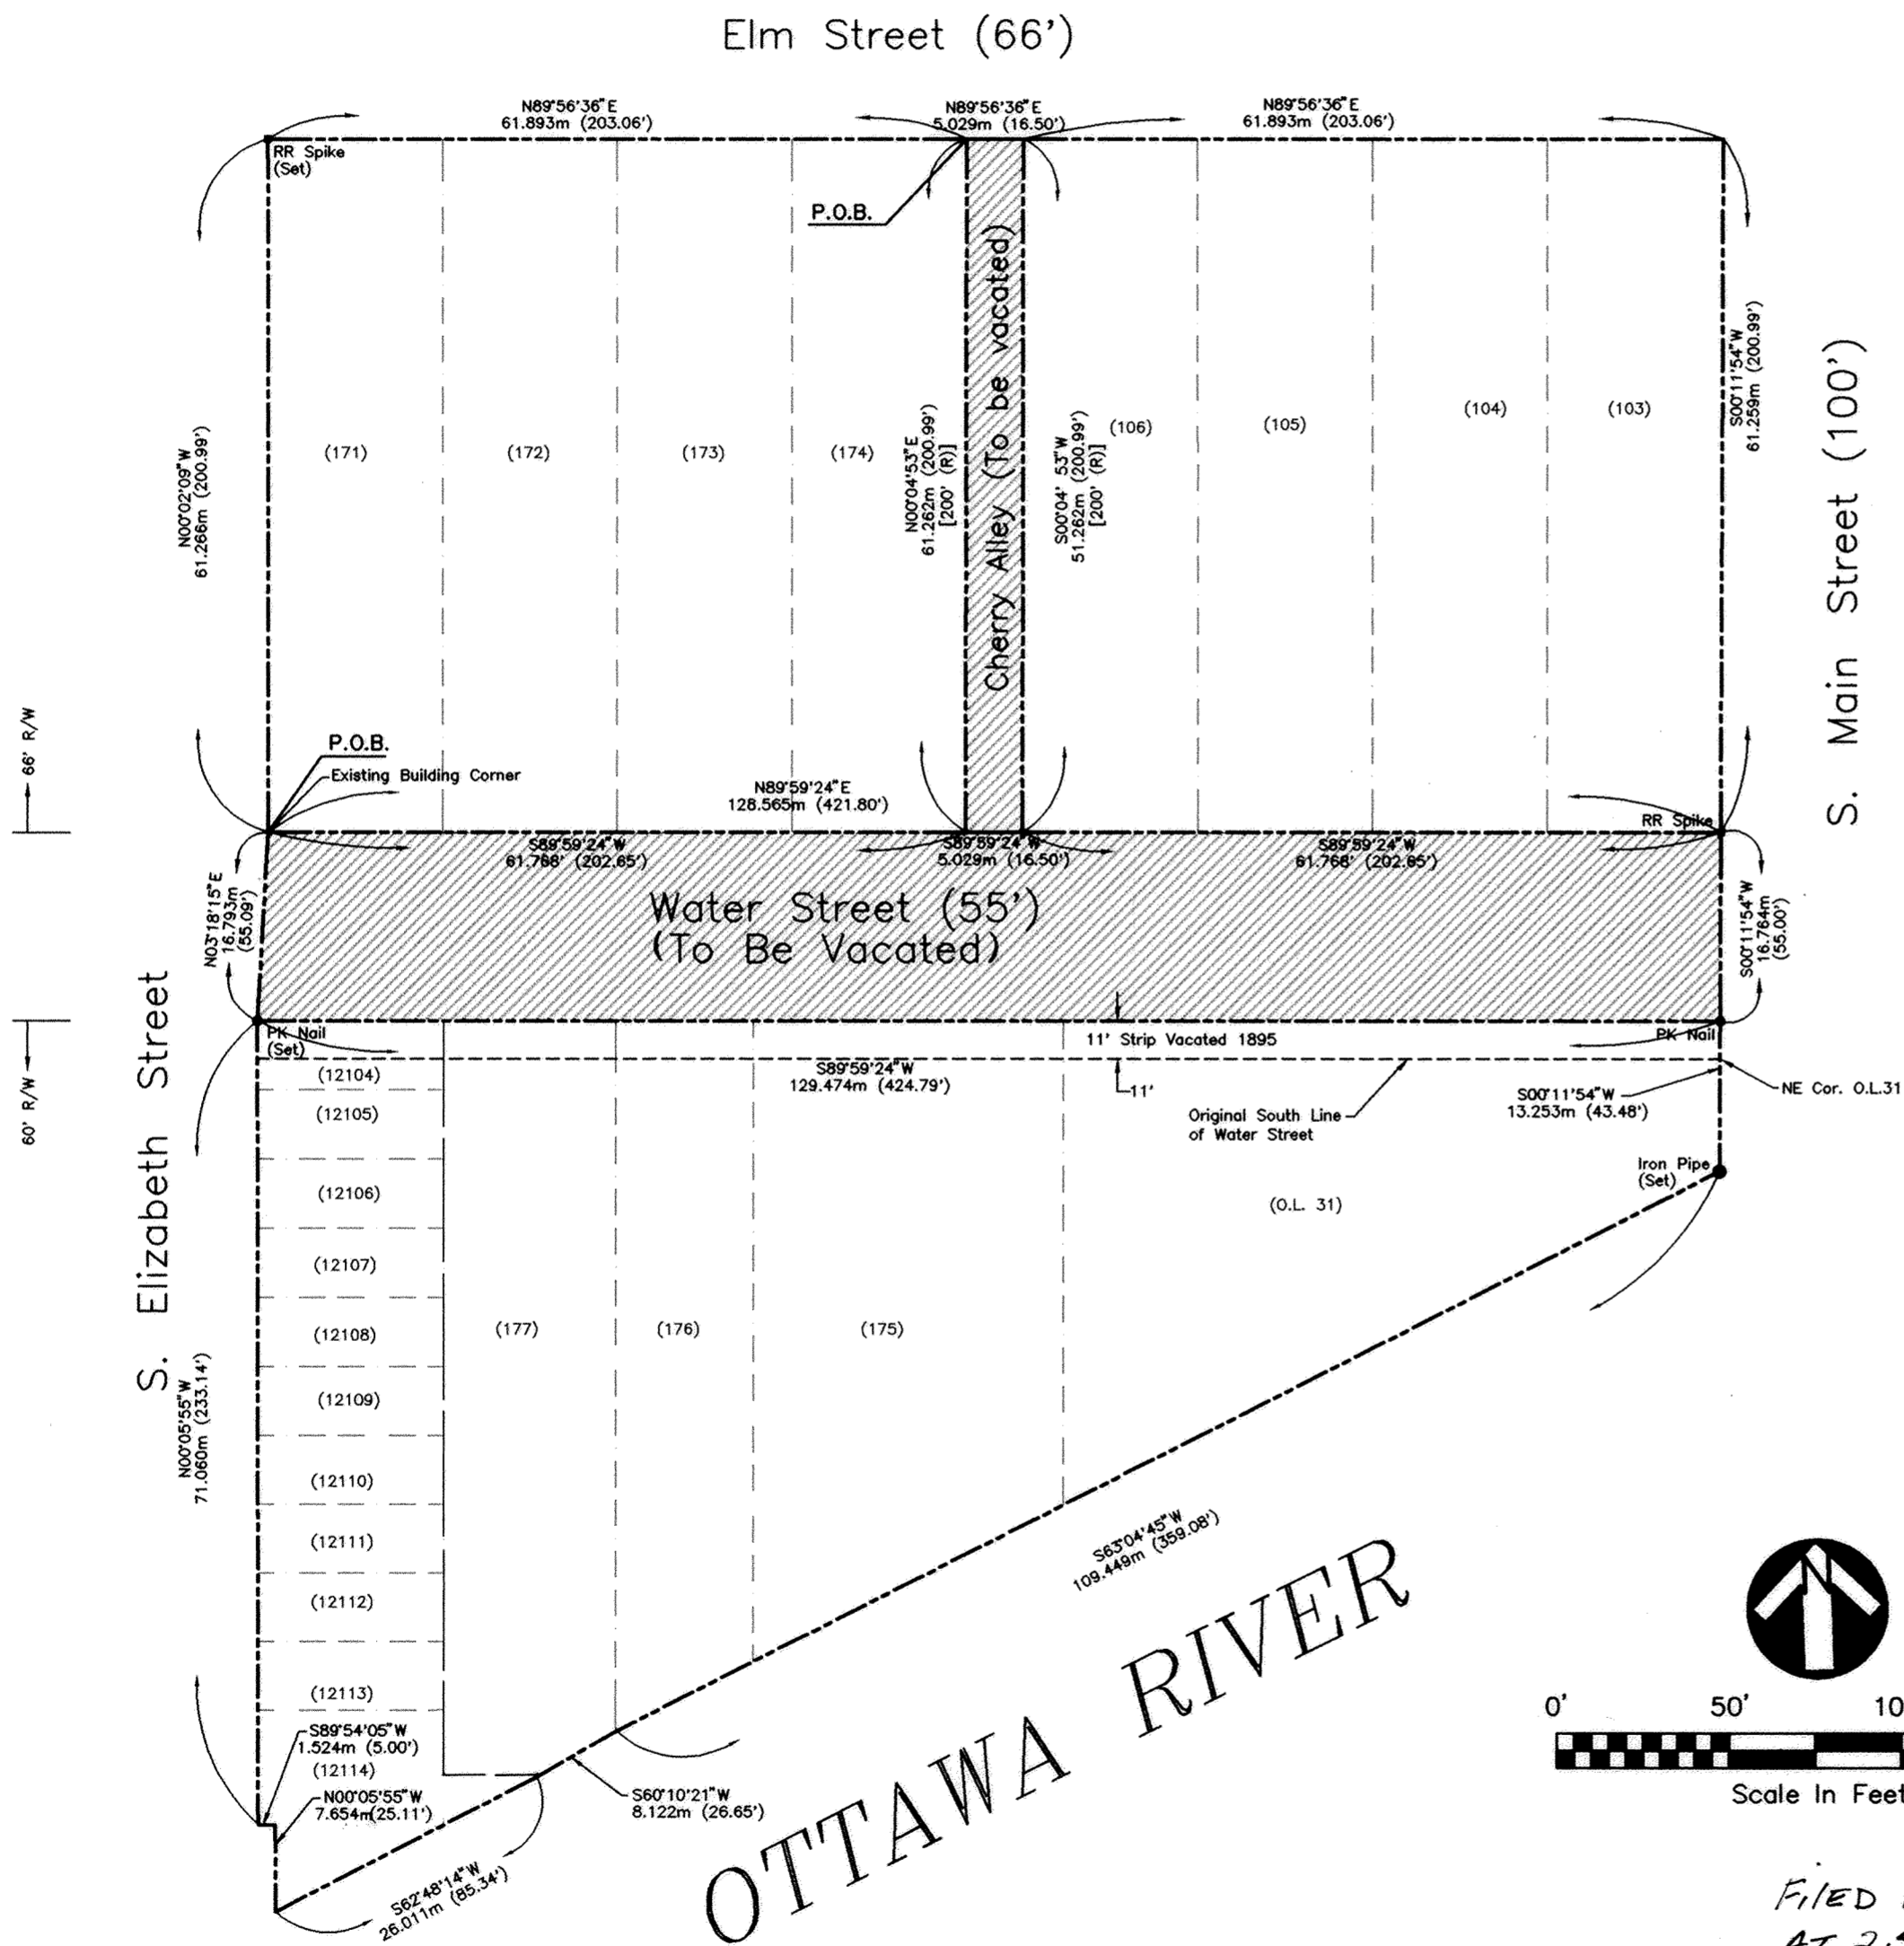 Elm Street (66')
N89°56'36"E
61.893m (203.06')
N89°56'36"E
5.029m (16.50')
N89°56'36"E
61.893m (203.06')
RR Spike
(Set)
P.O.B.
Cherry Alley (To be vacated)
N00°02'09"W
61.266m (200.99')
(171)
(172)
(173)
(174)
N00°04'53"E
61.262m (200.99')
[200' (R)]
S00°04' 53"W
51.262m (200.99')
[200' (R)]
(106)
(105)
(104)
(103)
S00°11'54"W
61.259m (200.99')
S. Main Street (100')
66' R/W
P.O.B.
Existing Building Corner
N89°59'24"E
128.565m (421.80')
RR Spike
S89°59'24"W
61.768' (202.65')
S89°59'24"W
5.029m (16.50')
S89°59'24"W
61.768' (202.65')
N03°18'15"E
16.793m
(55.09')
Water Street (55')
(To Be Vacated)
S00°11'54"W
16.764m
(55.00')
60' R/W
S. Elizabeth Street
PK Nail
(Set)
11' Strip Vacated 1895
PK Nail
S89°59'24"W
129.474m (424.79')
11'
Original South Line
of Water Street
S00°11'54"W
13.253m (43.48')
NE Cor. O.L.31
Iron Pipe
(Set)
(O.L. 31)
(12104)
(12105)
(12106)
(12107)
(12108)
(12109)
(12110)
(12111)
(12112)
(12113)
(12114)
(177)
(176)
(175)
N00°05'55"W
71.060m (233.14')
S63°04'45"W
109.449m (359.08')
S89°54'05"W
1.524m (5.00')
N00°05'55"W
7.654m(25.11')
S60°10'21"W
8.122m (26.65')
S62°48'14"W
26.011m (85.34')
OTTAWA RIVER
N
0' 50' 10
Scale In Feet
FILED
AT 2: